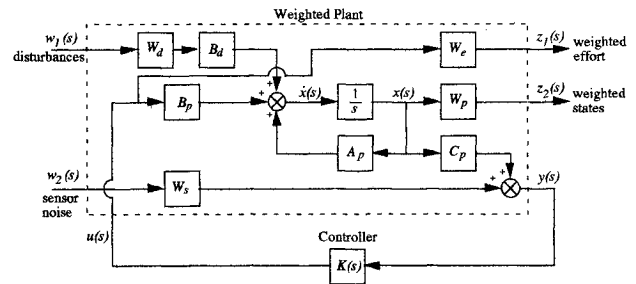 Weighted Plant
w1(s)
disturbances
Wd
Bd
We
z1(s)
weighted
effort
+
+
+
Bp
ẋ(s)
1
s
x(s)
Wp
z2(s)
weighted
states
Ap
Cp
w2(s)
sensor
noise
Ws
+
+
y(s)
u(s)
Controller
K(s)